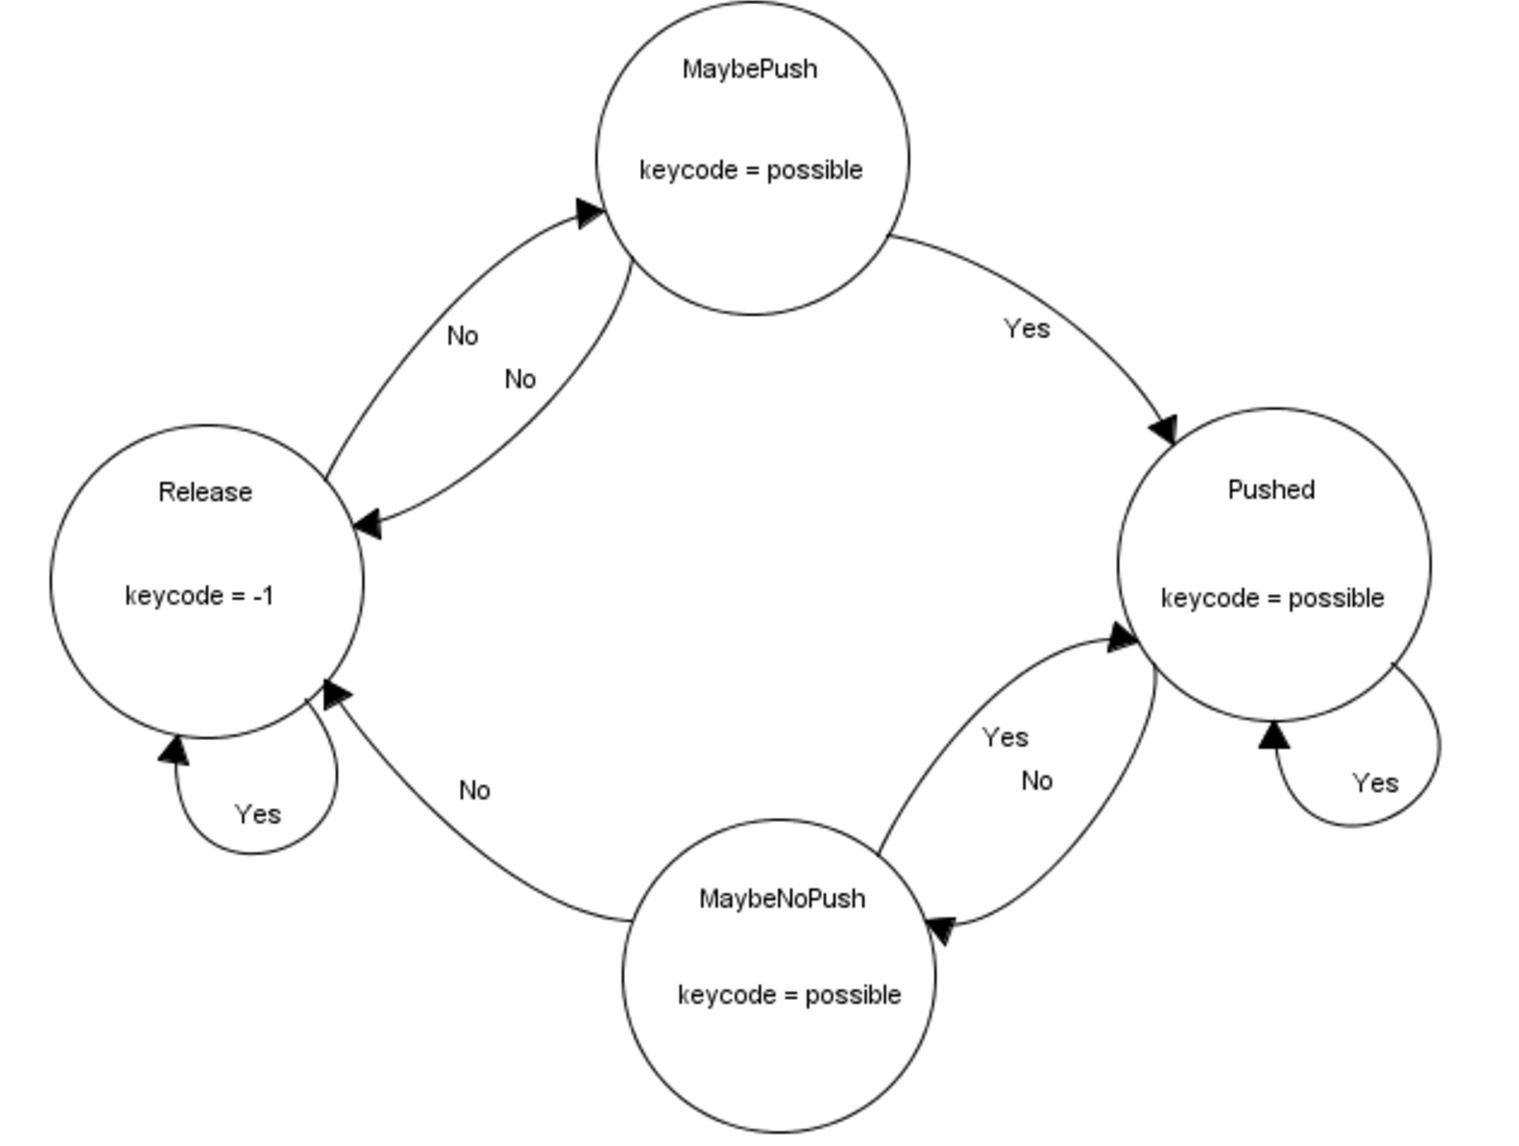 MaybePush
keycode = possible
No
Yes
No
Release
keycode = -1
Pushed
keycode = possible
Yes
No
Yes
No
Yes
MaybeNoPush
keycode = possible